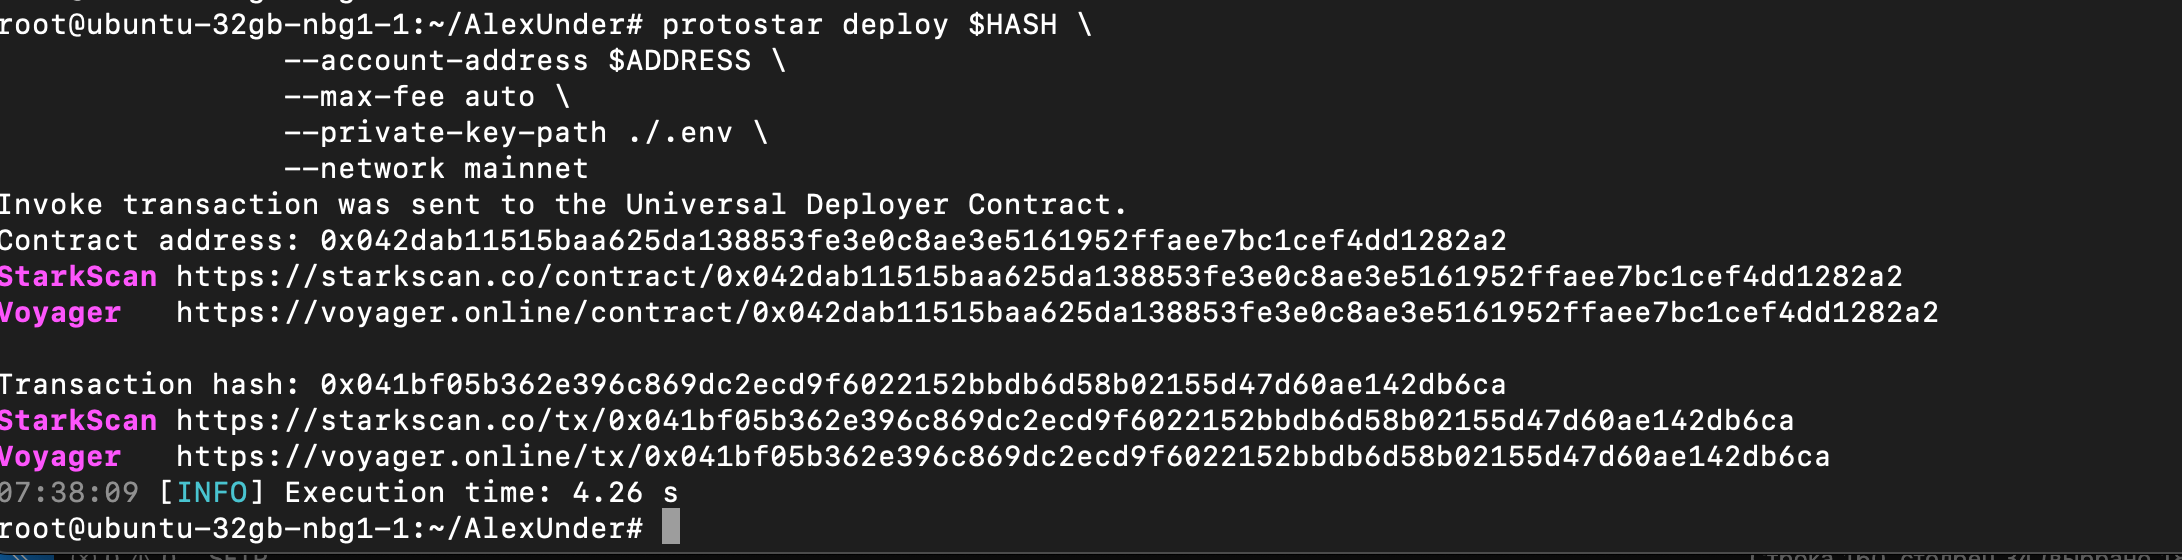 root@ubuntu-32gb-nbg1-1:~/AlexUnder# protostar deploy $HASH \
--account-address $ADDRESS \
--max-fee auto \
--private-key-path ./.env \
--network mainnet
Invoke transaction was sent to the Universal Deployer Contract.
Contract address: 0x042dab11515baa625da138853fe3e0c8ae3e5161952ffaee7bc1cef4dd1282a2
StarkScan https://starkscan.co/contract/0x042dab11515baa625da138853fe3e0c8ae3e5161952ffaee7bc1cef4dd1282a2
Voyager https://voyager.online/contract/0x042dab11515baa625da138853fe3e0c8ae3e5161952ffaee7bc1cef4dd1282a2
Transaction hash: 0x041bf05b362e396c869dc2ecd9f6022152bbdb6d58b02155d47d60ae142db6ca
StarkScan https://starkscan.co/tx/0x041bf05b362e396c869dc2ecd9f6022152bbdb6d58b02155d47d60ae142db6ca
Voyager https://voyager.online/tx/0x041bf05b362e396c869dc2ecd9f6022152bbdb6d58b02155d47d60ae142db6ca
07:38:09 [INFO] Execution time: 4.26 s
root@ubuntu-32gb-nbg1-1:~/AlexUnder#